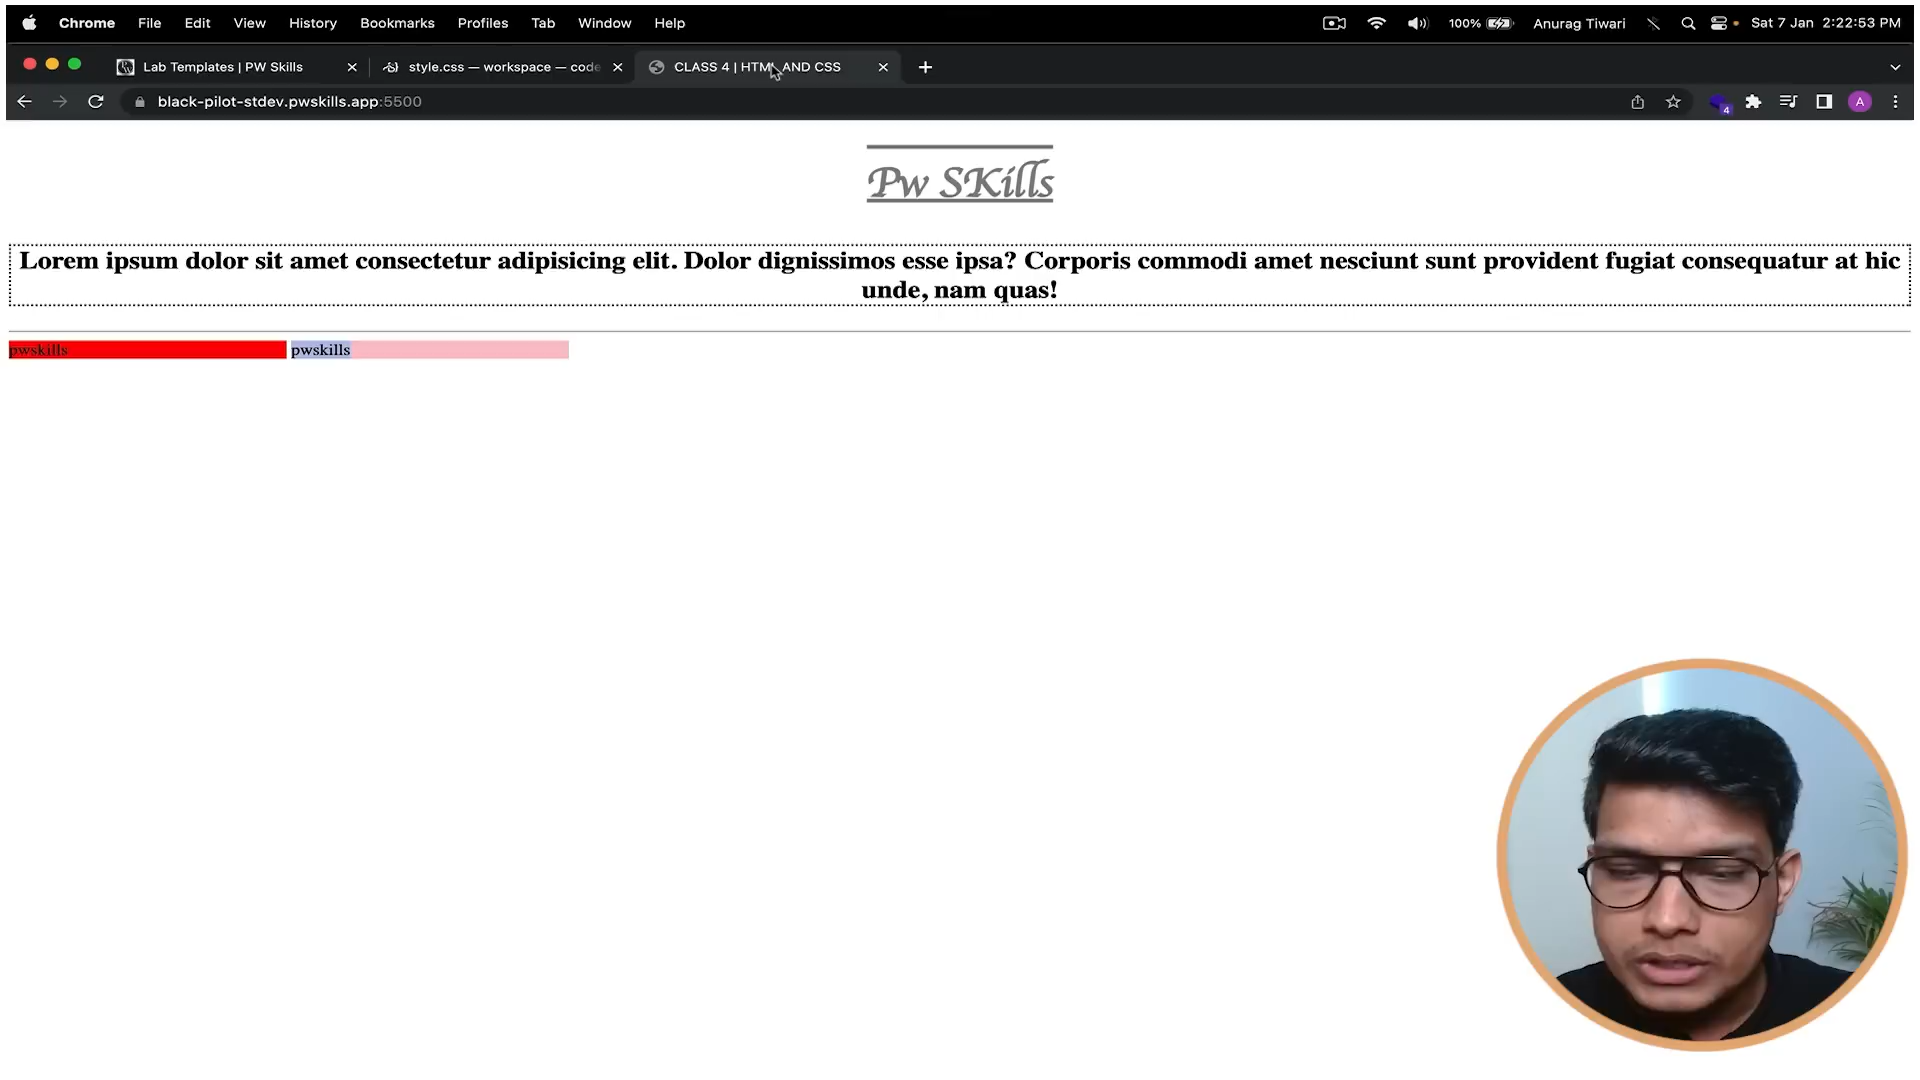 Chrome File Edit View History Bookmarks Profiles Tab Window Help 100% Anurag Tiwari Sat 7 Jan 2:22:53 PM
Lab Templates | PW Skills style.css — workspace — code CLASS 4 | HTML AND CSS
black-pilot-stdev.pwskills.app:5500 4 A
Pw SKills
Lorem ipsum dolor sit amet consectetur adipisicing elit. Dolor dignissimos esse ipsa? Corporis commodi amet nesciunt sunt provident fugiat consequatur at hic
unde, nam quas!
pwskills pwskills